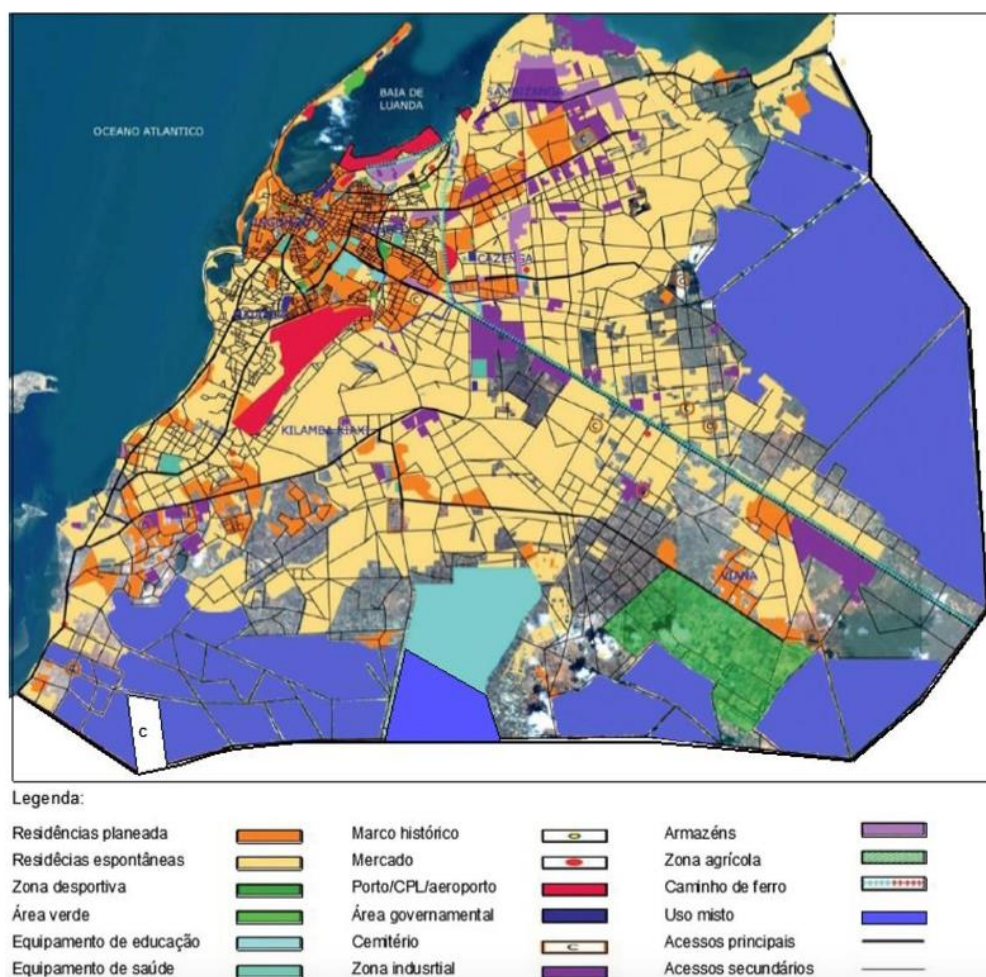 OCEANO ATLANTICO
BAIA DE
LUANDA
SAMBIZANGA
CAZENGA
KILAMBA KIAXI
VIANA
C
C
C
C
C
Legenda:
Residências planeada
Residêcias espontâneas
Zona desportiva
Área verde
Equipamento de educação
Equipamento de saúde
Marco histórico
Mercado
Porto/CPL/aeroporto
Área governamental
Cemitério
C
Zona indusrtial
Armazéns
Zona agrícola
Caminho de ferro
Uso misto
Acessos principais
Acessos secundários